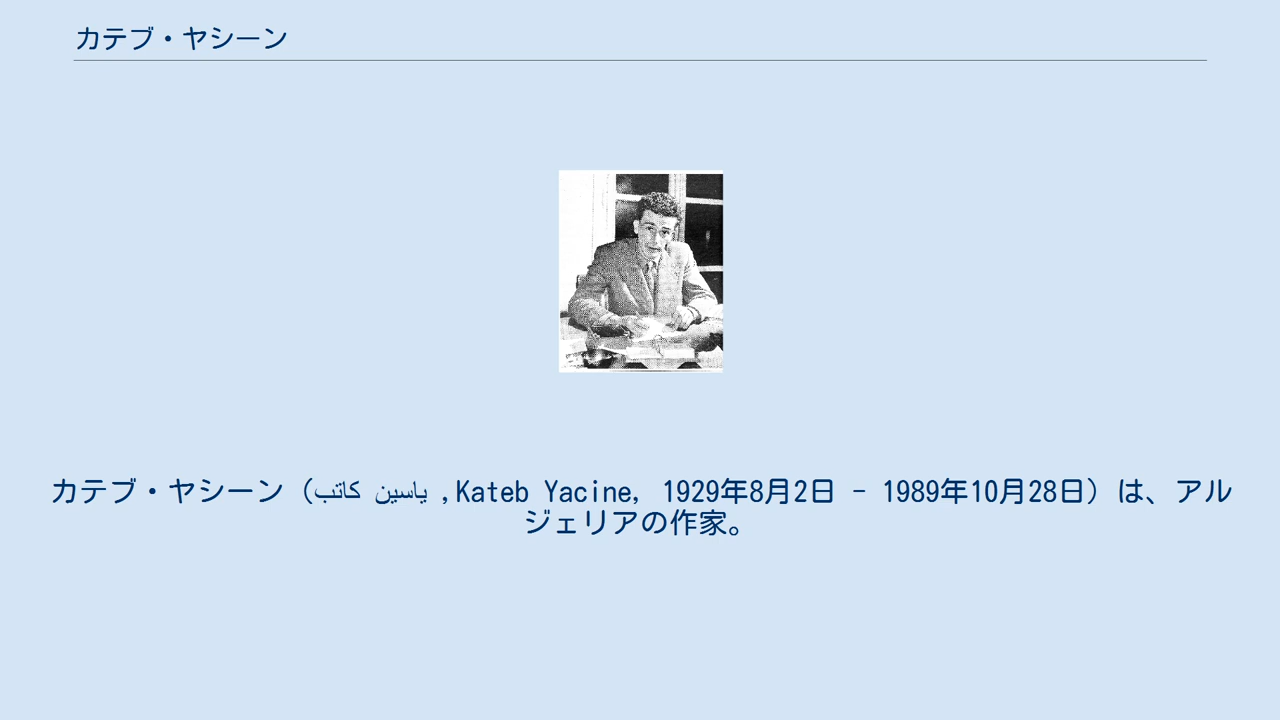 カテブ・ヤシーン
カテブ・ヤシーン（ياسين كاتب ,Kateb Yacine, 1929年8月2日 - 1989年10月28日）は、アル
ジェリアの作家。